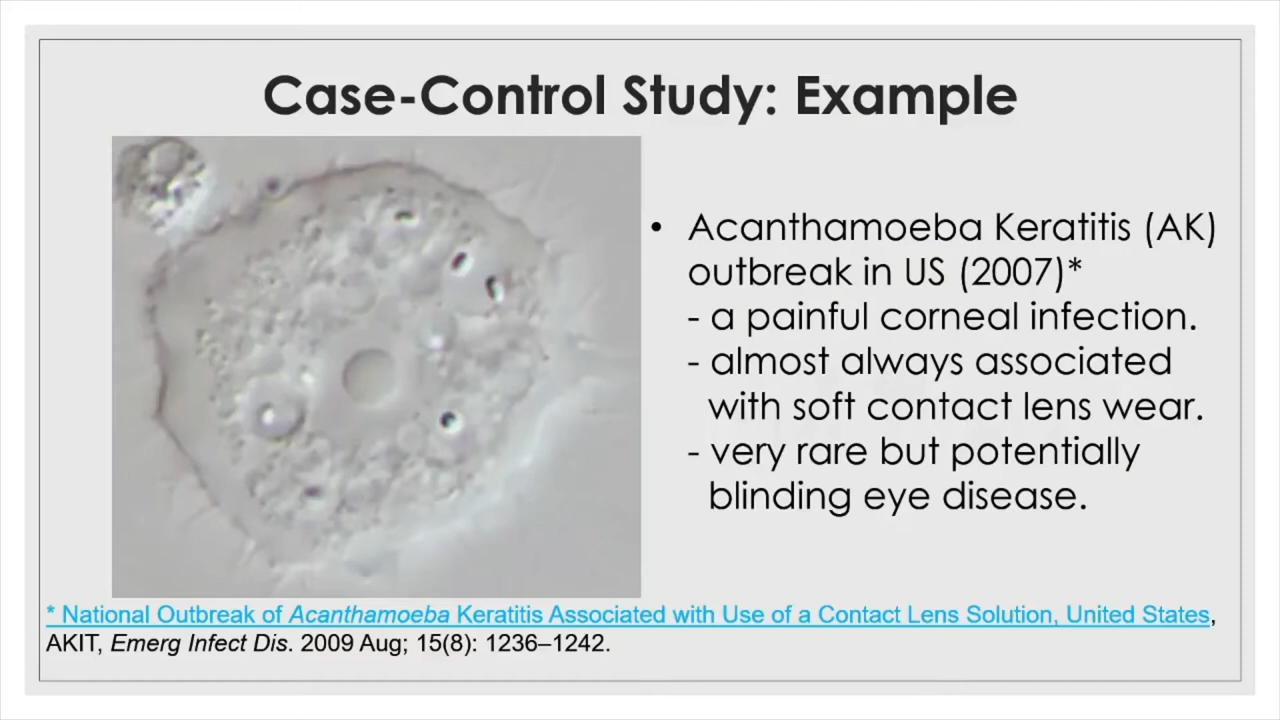 Case-Control Study: Example
• Acanthamoeba Keratitis (AK)
outbreak in US (2007)*
- a painful corneal infection.
- almost always associated
with soft contact lens wear.
- very rare but potentially
blinding eye disease.
* National Outbreak of Acanthamoeba Keratitis Associated with Use of a Contact Lens Solution, United States,
AKIT, Emerg Infect Dis. 2009 Aug; 15(8): 1236–1242.